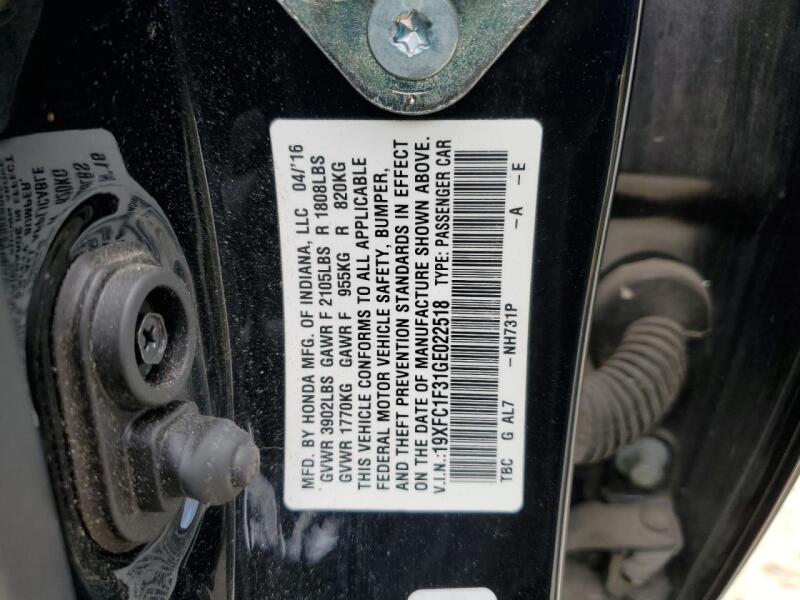 MFD. BY HONDA MFG. OF INDIANA, LLC 04/'16
GVWR 3902LBS GAWR F 2105LBS R 1808LBS
GVWR 1770KG GAWR F 955KG R 820KG
THIS VEHICLE CONFORMS TO ALL APPLICABLE
FEDERAL MOTOR VEHICLE SAFETY, BUMPER,
AND THEFT PREVENTION STANDARDS IN EFFECT
ON THE DATE OF MANUFACTURE SHOWN ABOVE.
V.I.N.:19XFC1F31GE022518 TYPE: PASSENGER CAR
TBC G AL7 -NH731P -A -E